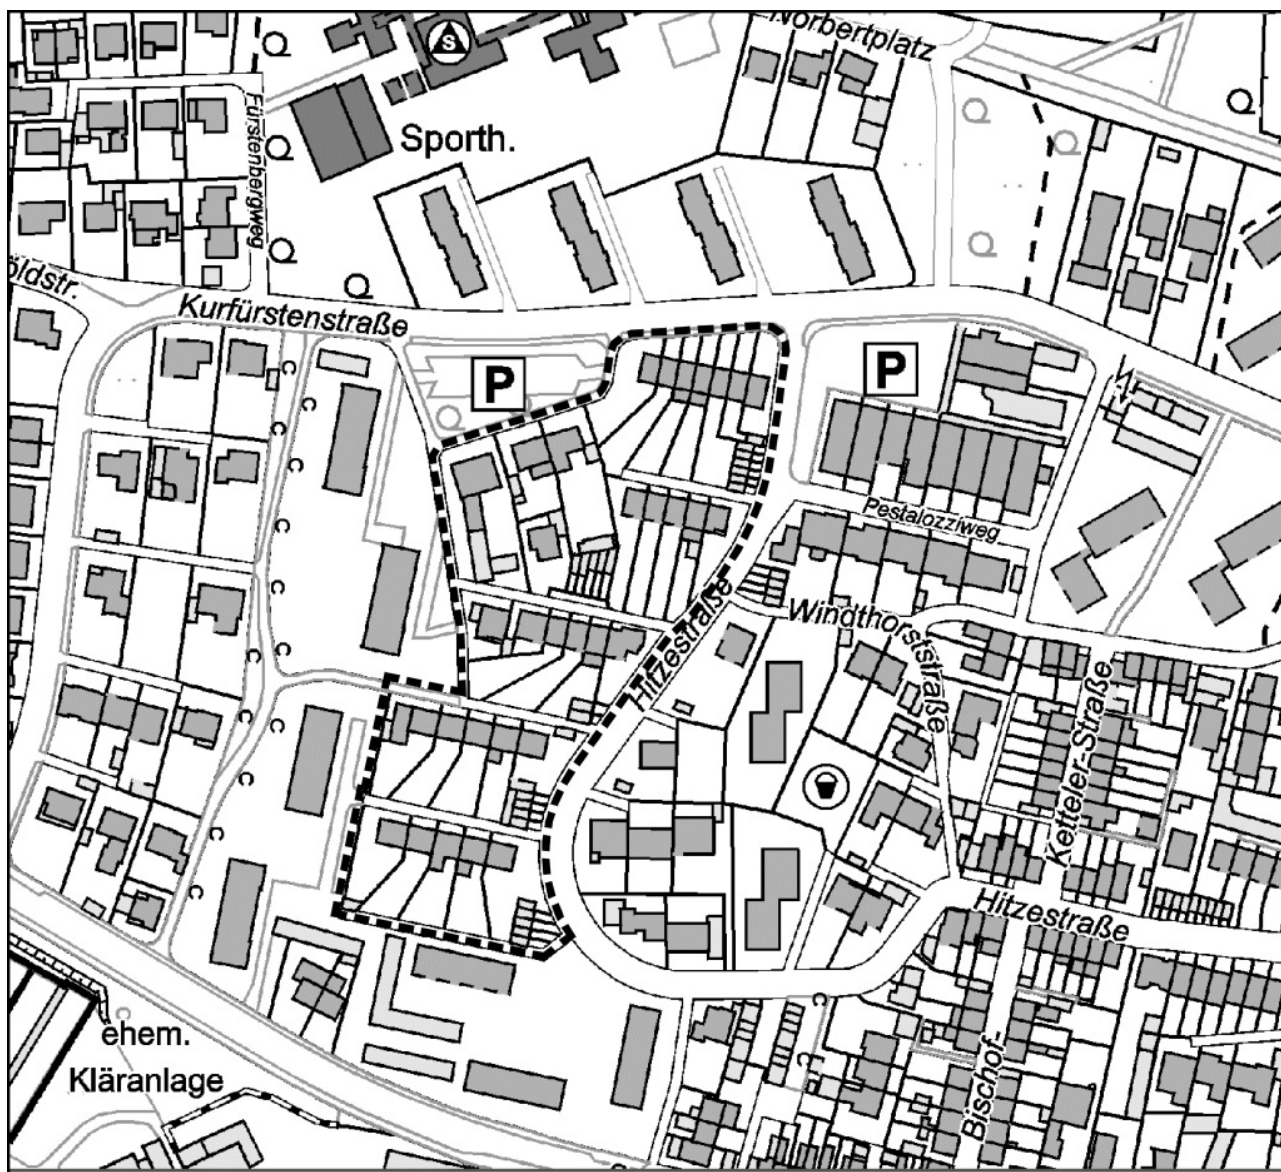 Norbertplatz
S
Sporth.
Fürstenbergweg
öldstr.
Kurfürstenstraße
P
P
Pestalozziweg
Windthorststraße
Hitzestraße
Ketteler-Straße
Hitzestraße
Bischof-
ehem.
Kläranlage